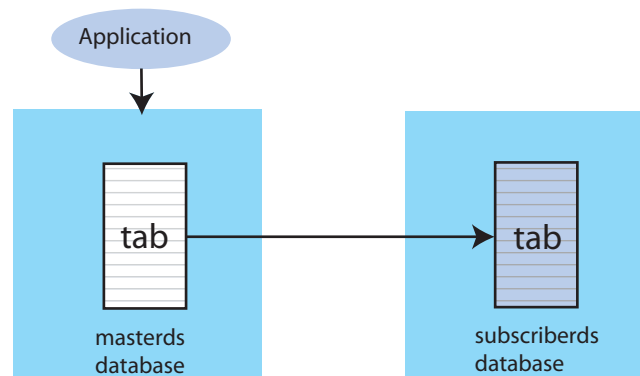 Application
tab
masterds
database
tab
subscriberds
database